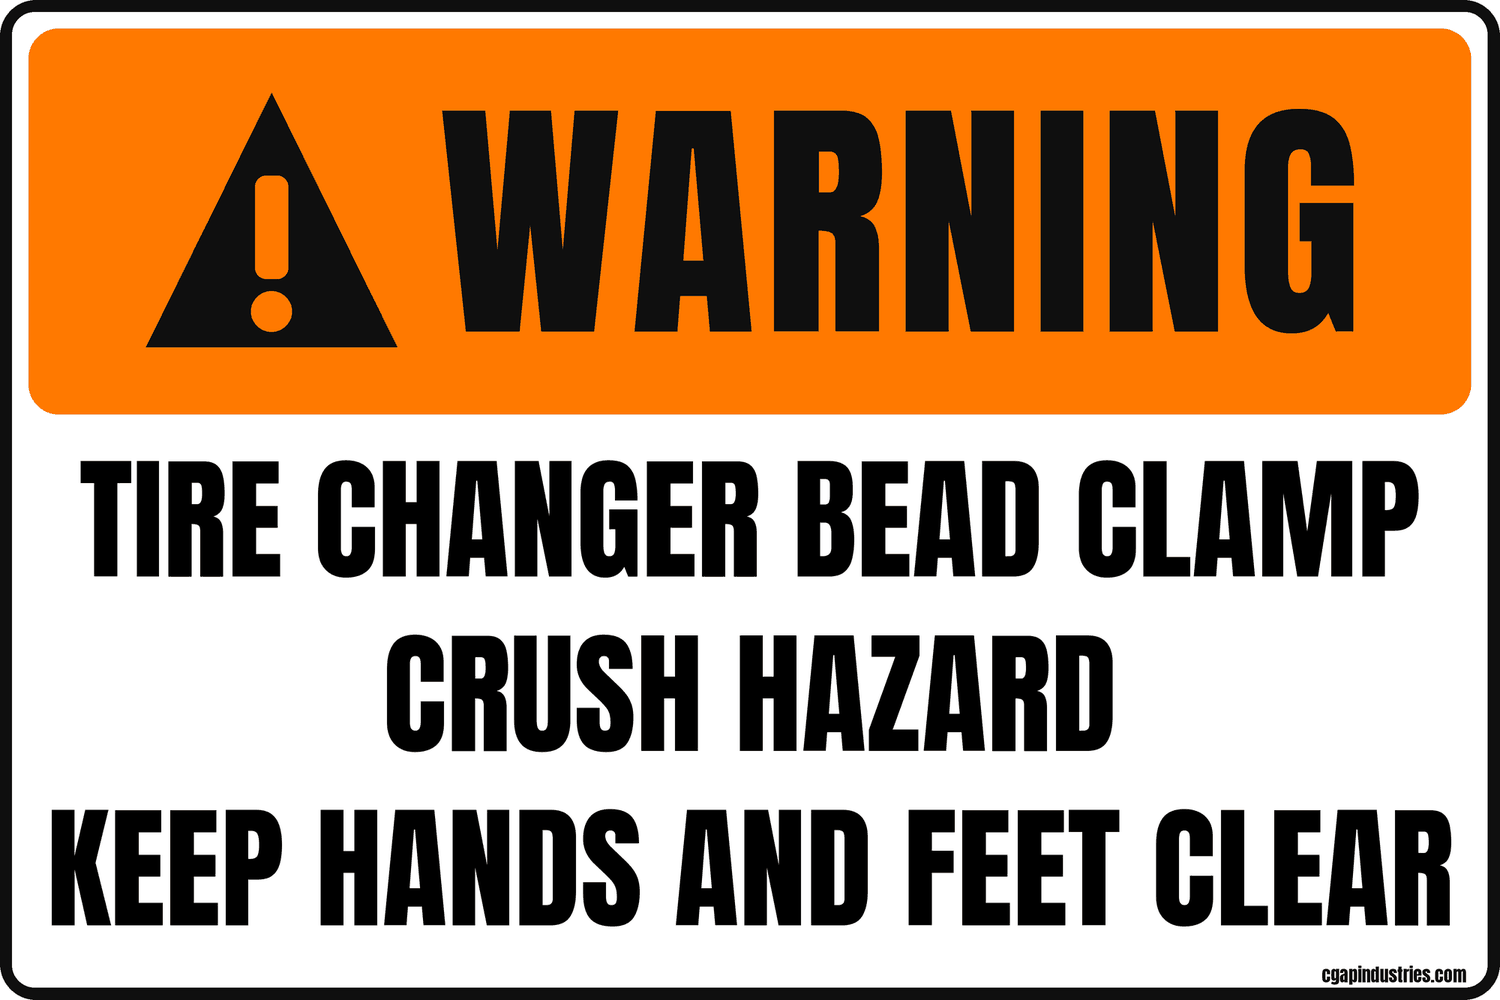 WARNING
TIRE CHANGER BEAD CLAMP
CRUSH HAZARD
KEEP HANDS AND FEET CLEAR
cgapindustries.com